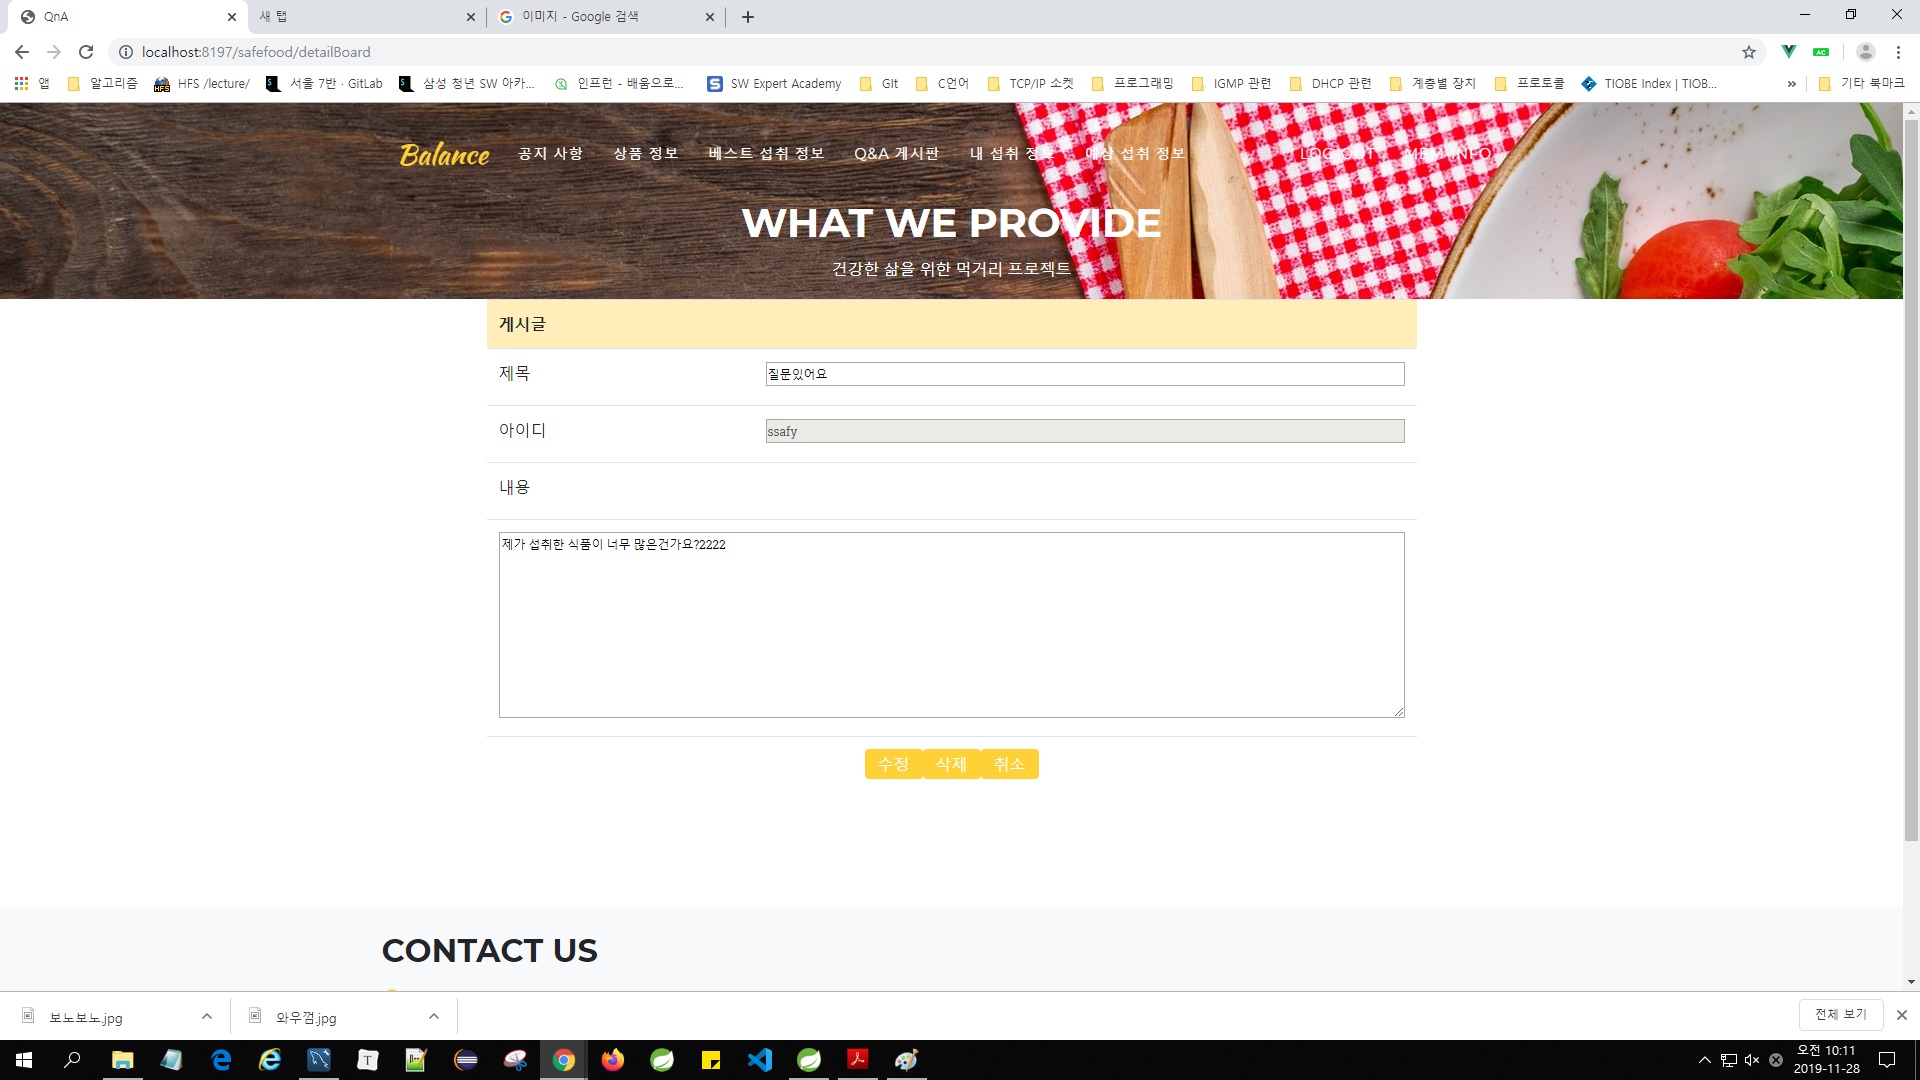 QnA
새 탭
이미지 - Google 검색
localhost:8197/safefood/detailBoard
앱 알고리즘 HFS /lecture/ 서울 7반 · GitLab 삼성 청년 SW 아카... 인프런 - 배움으로... SW Expert Academy Git C언어 TCP/IP 소켓 프로그래밍 IGMP 관련 DHCP 관련 계층별 장치 프로토콜 TIOBE Index | TIOB... » 기타 북마크
Balance 공지 사항 상품 정보 베스트 섭취 정보 Q&A 게시판 내 섭취 정보 예상 섭취 정보 LOG OUT MEM INFO
WHAT WE PROVIDE
건강한 삶을 위한 먹거리 프로젝트
게시글
제목 질문있어요
아이디 ssafy
내용
제가 섭취한 식품이 너무 많은건가요?2222
수정 삭제 취소
CONTACT US
보노보노.jpg 와우껌.jpg 전체 보기
오전 10:11
2019-11-28